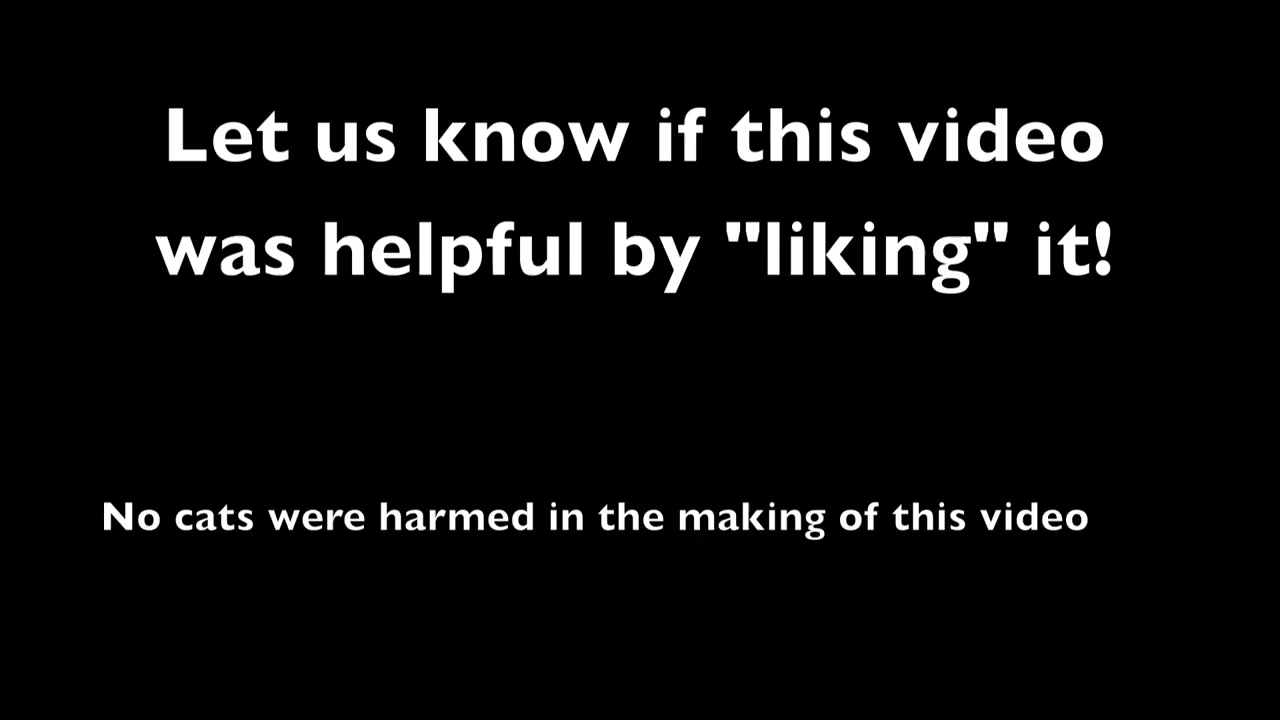 Let us know if this video
was helpful by "liking" it!
No cats were harmed in the making of this video